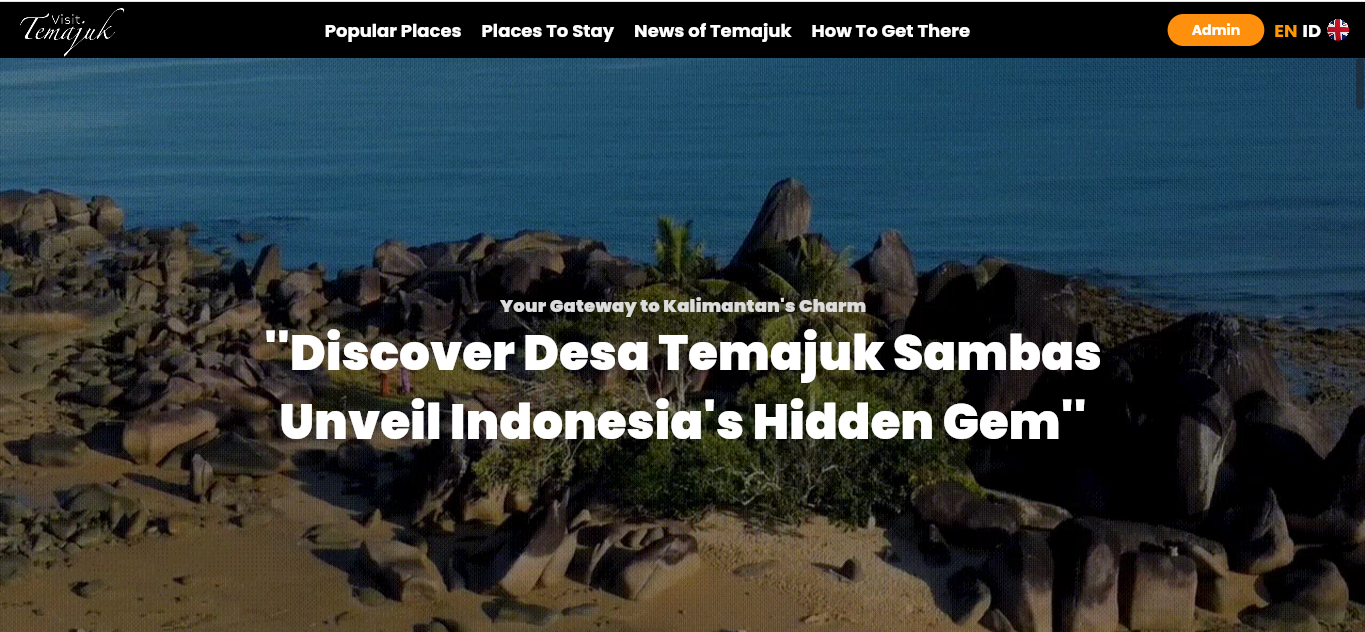 Visit
Temajuk
Popular Places
Places To Stay
News of Temajuk
How To Get There
Admin
EN ID
Your Gateway to Kalimantan's Charm
"Discover Desa Temajuk Sambas
Unveil Indonesia's Hidden Gem"